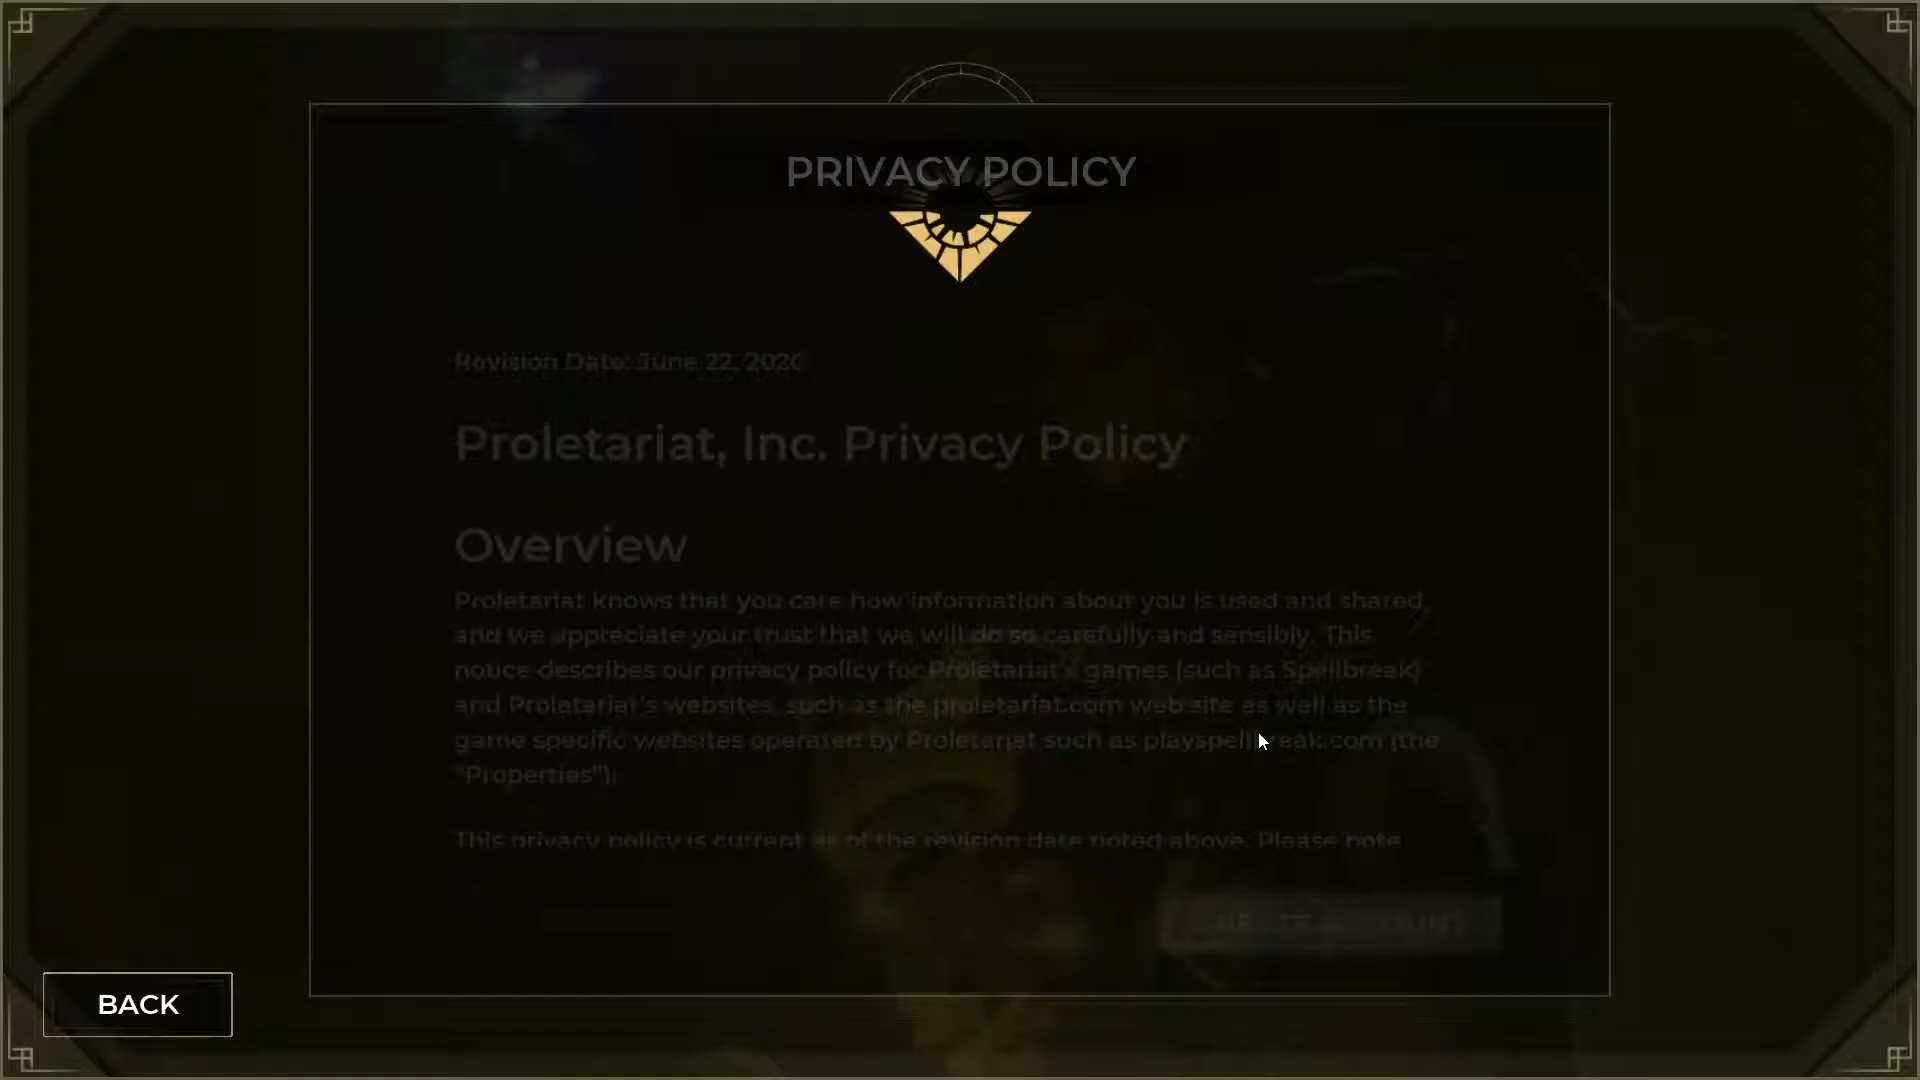 PRIVACY POLICY
Revision Date: June 22, 2020
Proletariat, Inc. Privacy Policy
Overview
Proletariat knows that you care how information about you is used and shared,
and we appreciate your trust that we will do so carefully and sensibly. This
notice describes our privacy policy for Proletariat's games (such as Spellbreak)
and Proletariat's websites, such as the proletariat.com web site as well as the
game specific websites operated by Proletariat such as playspellbreak.com (the
"Properties").
This privacy policy is current as of the revision date noted above. Please note
BACK